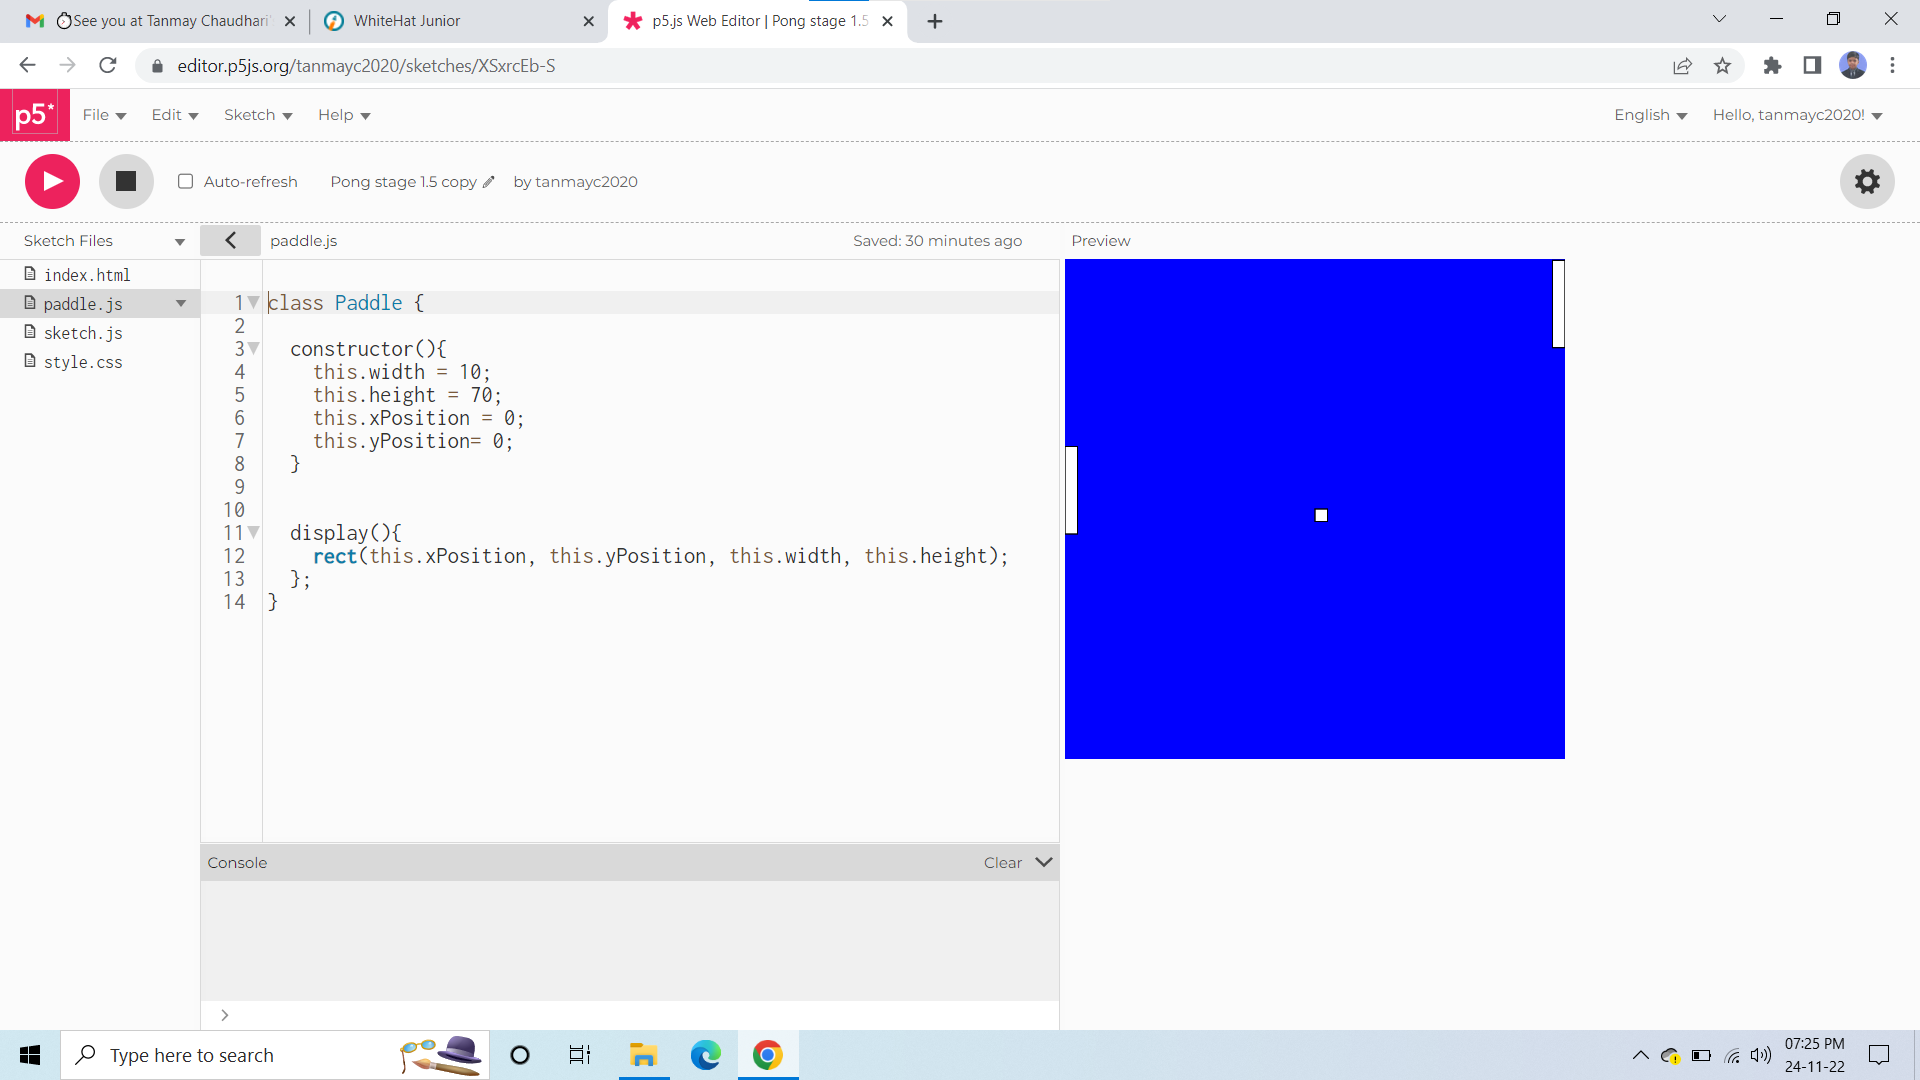 See you at Tanmay Chaudhari'
WhiteHat Junior
p5.js Web Editor | Pong stage 1.5
editor.p5js.org/tanmayc2020/sketches/XSxrcEb-S
p5*
File
Edit
Sketch
Help
English
Hello, tanmayc2020!
Auto-refresh
Pong stage 1.5 copy
by tanmayc2020
Sketch Files
paddle.js
Saved: 30 minutes ago
Preview
index.html
paddle.js
sketch.js
style.css
1 class Paddle {
2
3 constructor(){
4 this.width = 10;
5 this.height = 70;
6 this.xPosition = 0;
7 this.yPosition= 0;
8 }
9
10
11 display(){
12 rect(this.xPosition, this.yPosition, this.width, this.height);
13 };
14 }
Console
Clear
>
Type here to search
07:25 PM
24-11-22